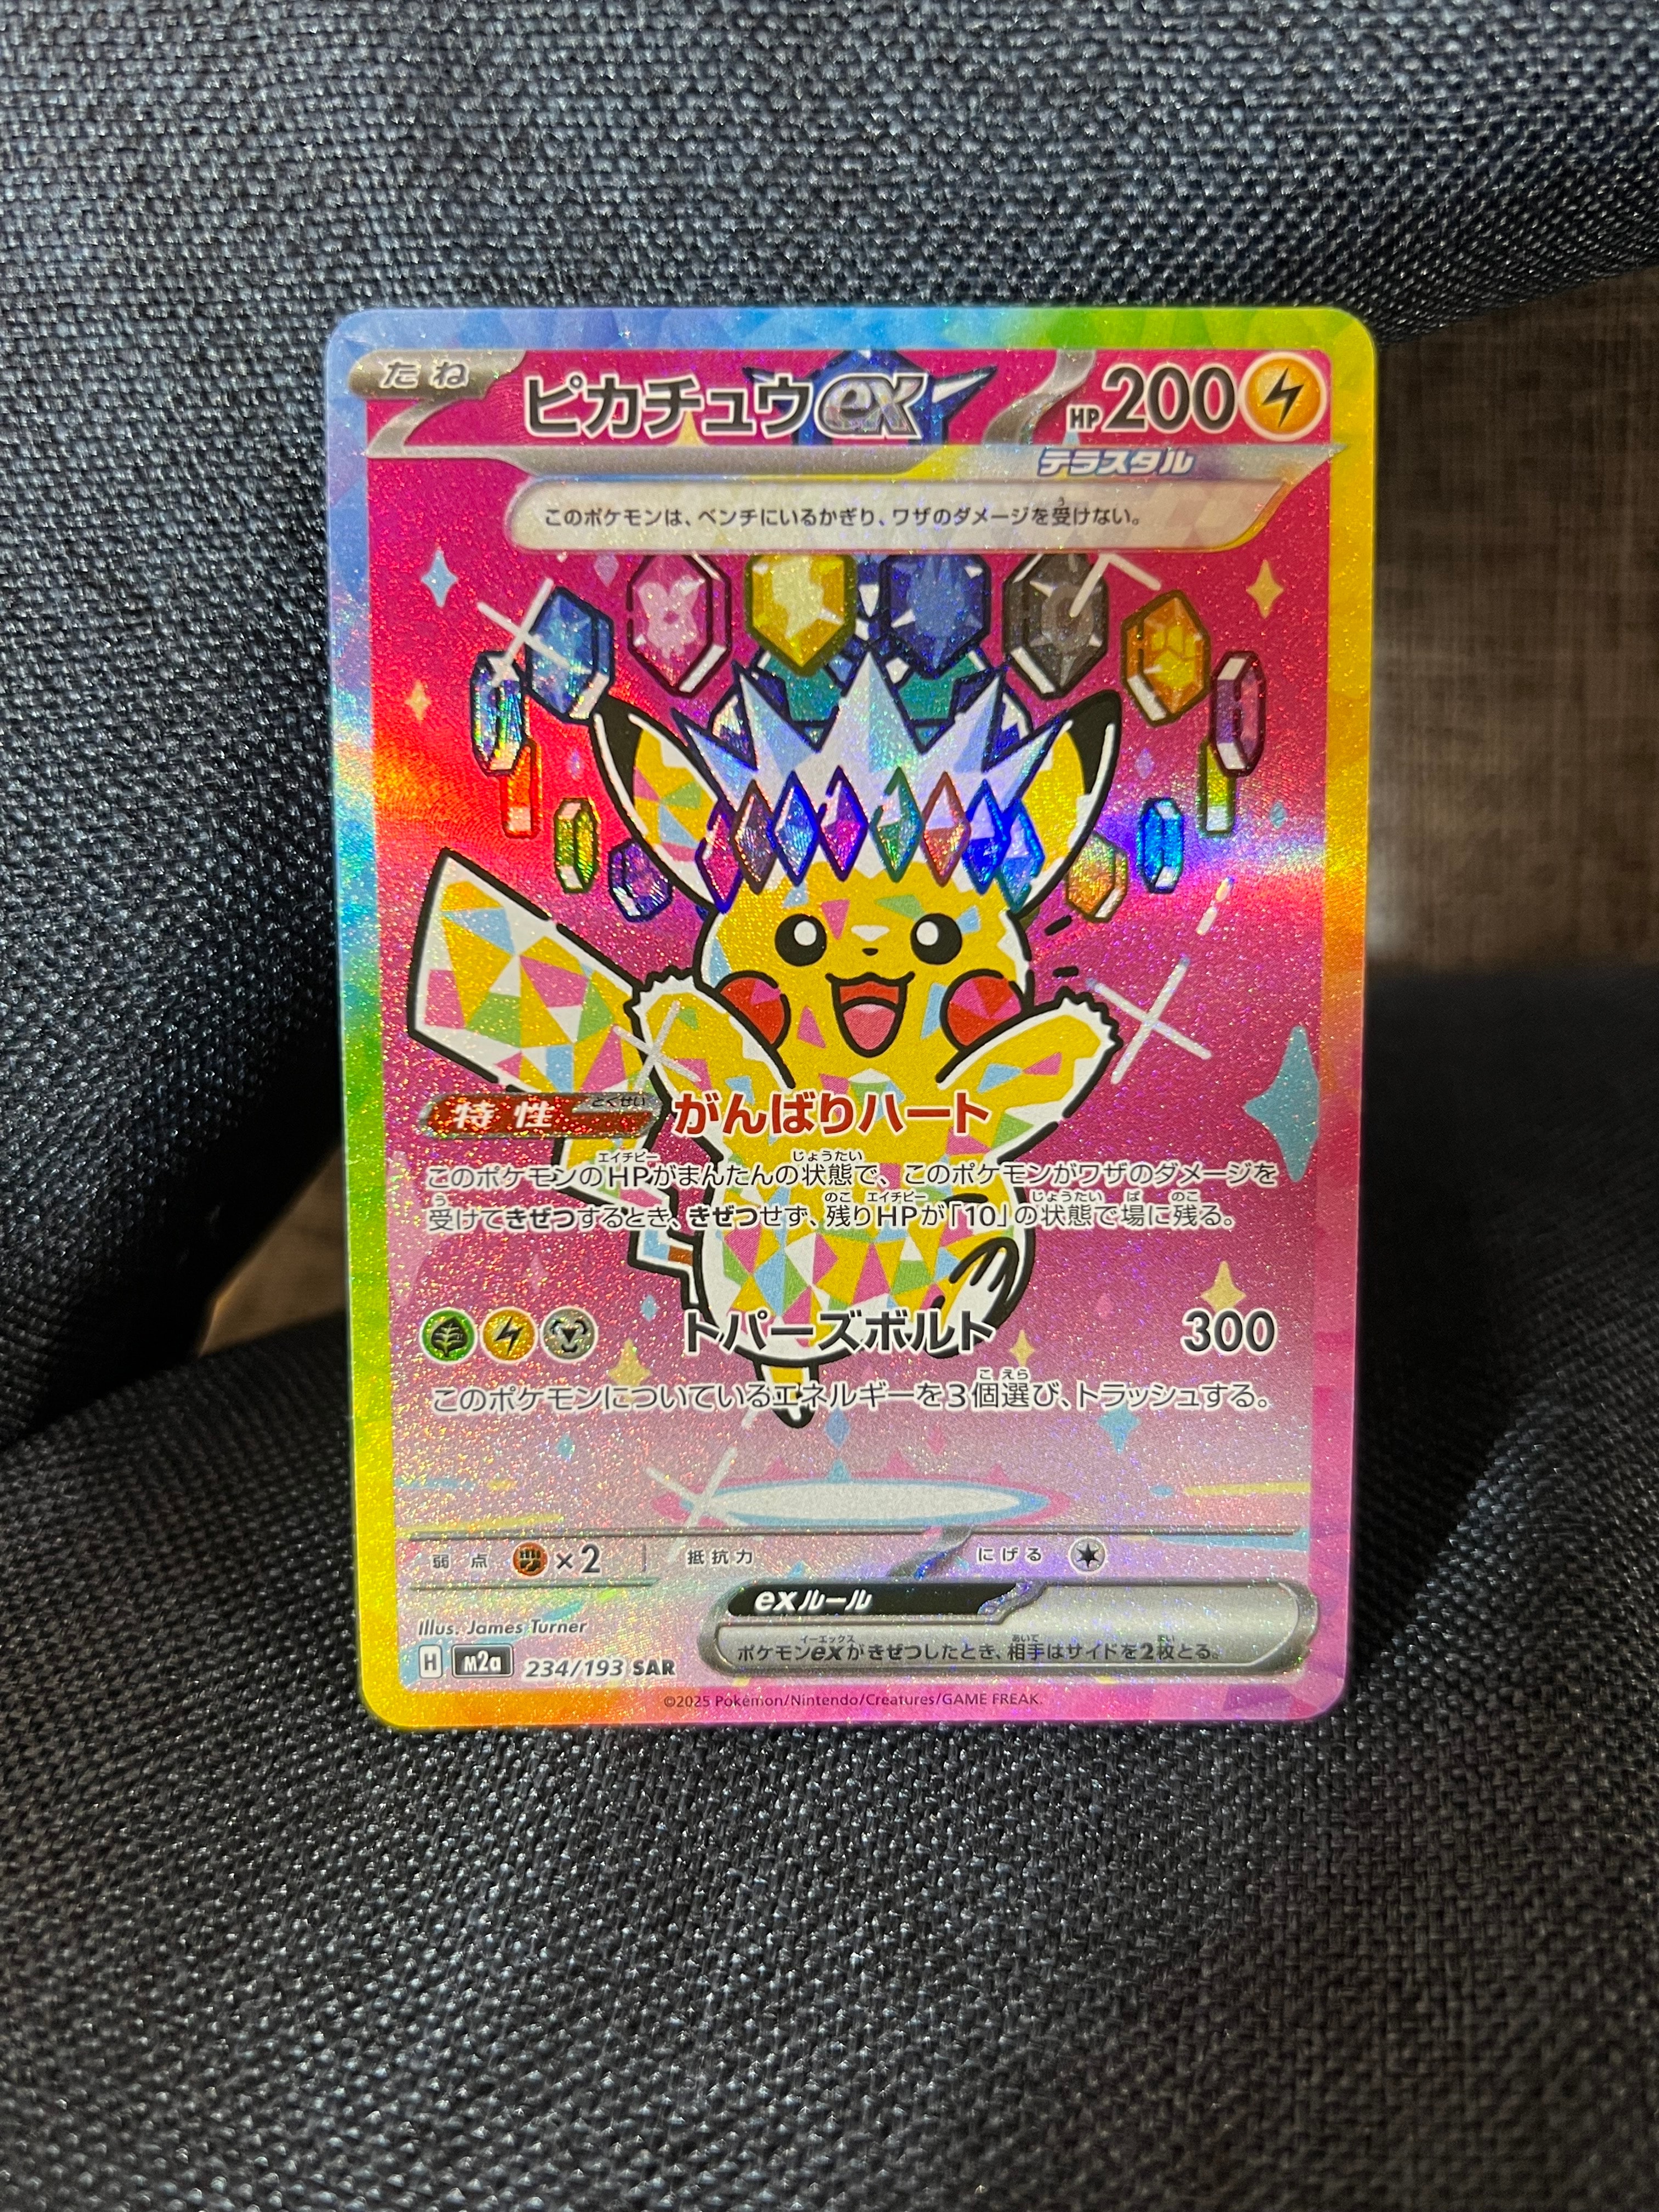 たね ピカチュウex HP200
テラスタル
このポケモンは、ベンチにいるかぎり、ワザのダメージを受けない。
特性 とくせい がんばりハート
このポケモンのHPがまんたんの状態で、このポケモンがワザのダメージを
受けてきぜつするとき、きぜつせず、残りHPが「10」の状態で場に残る。
トパーズボルト 300
このポケモンについているエネルギーを3個選び、トラッシュする。
弱点 ×2 抵抗力 にげる
exルール
ポケモンexがきぜつしたとき、相手はサイドを2枚とる。
Illus. James Turner
H m2a 234/193 SAR
©2025 Pokémon/Nintendo/Creatures/GAME FREAK.